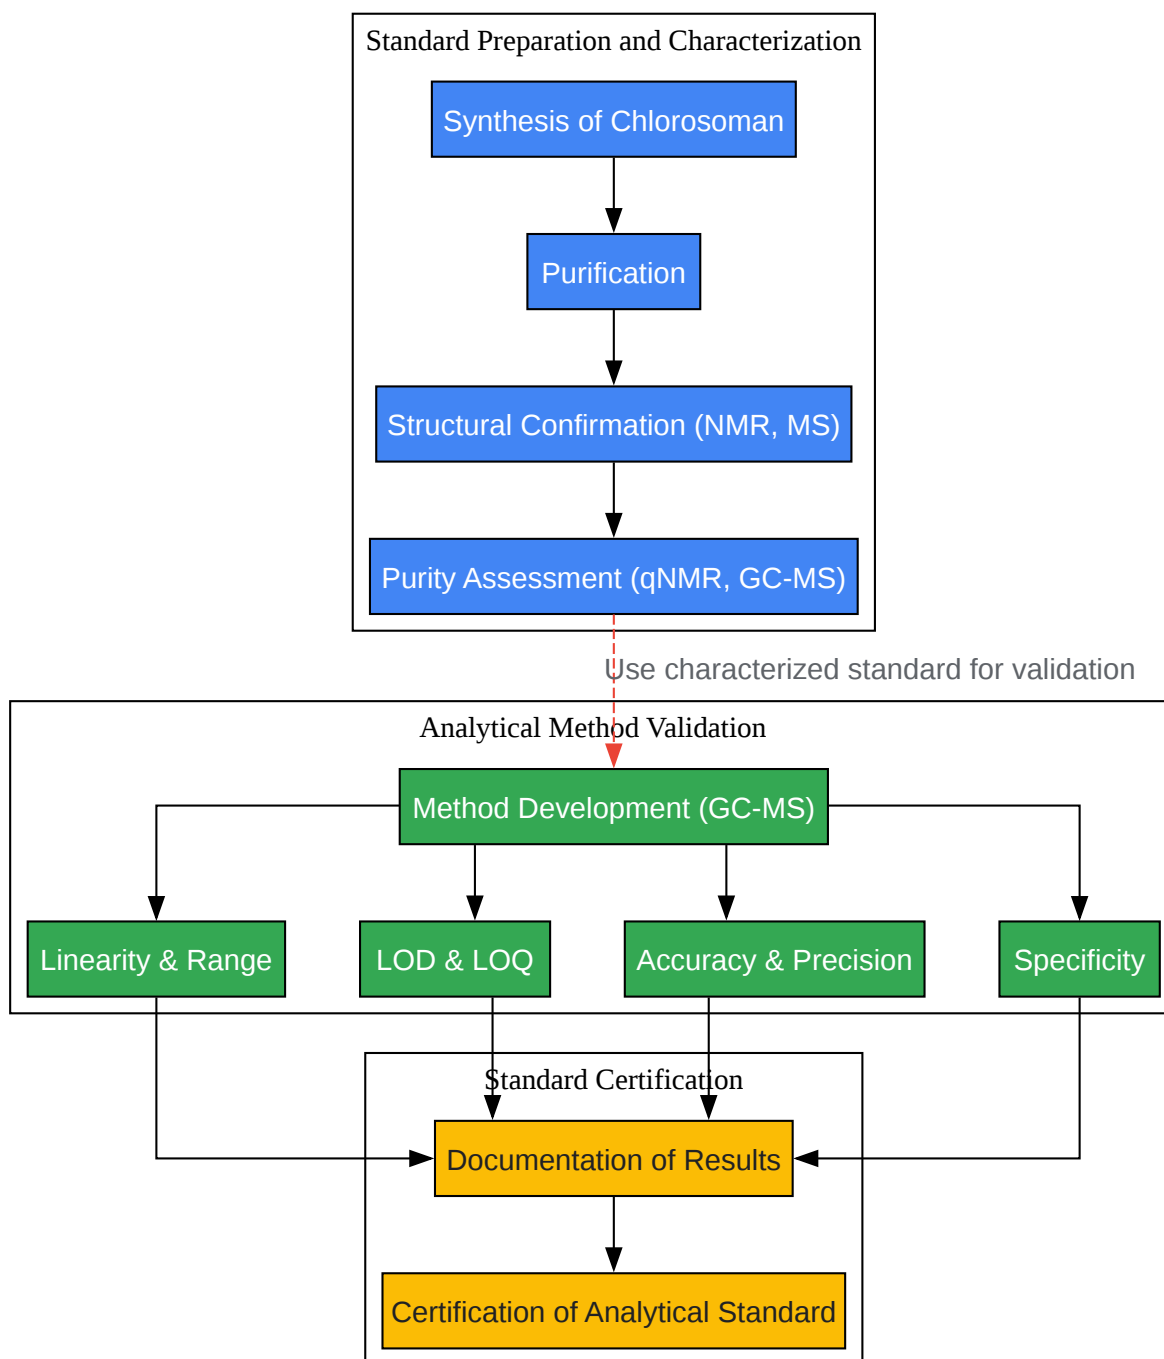 Standard Preparation and Characterization
Synthesis of Chlorosoman
Purification
Structural Confirmation (NMR, MS)
Purity Assessment (qNMR, GC-MS)
Use characterized standard for validation
Analytical Method Validation
Method Development (GC-MS)
Linearity & Range
LOD & LOQ
Accuracy & Precision
Specificity
Standard Certification
Documentation of Results
Certification of Analytical Standard